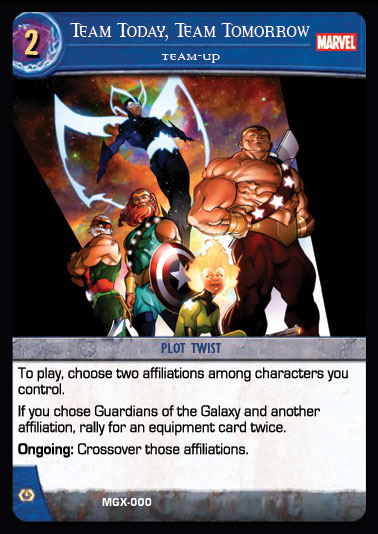 2
Team Today, Team Tomorrow
MARVEL
TEAM-UP
PLOT TWIST
To play, choose two affiliations among characters you
control.
If you chose Guardians of the Galaxy and another
affiliation, rally for an equipment card twice.
Ongoing: Crossover those affiliations.
MGX-000